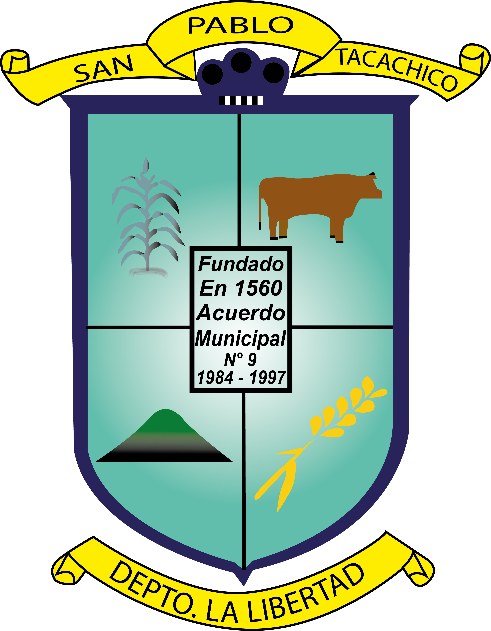 SAN PABLO TACACHICO
Fundado
En 1560
Acuerdo
Municipal
N° 9
1984 - 1997
DEPTO. LA LIBERTAD